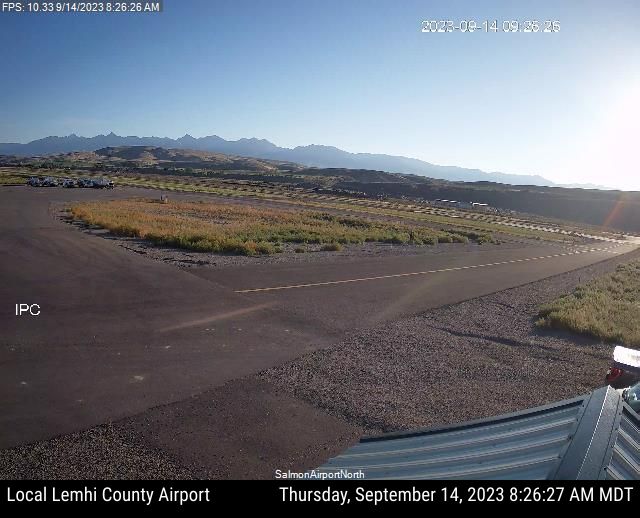 FPS: 10.33 9/14/2023 8:26:26 AM
2023-09-14 09:26:26
IPC
SalmonAirportNorth
Local Lemhi County Airport Thursday, September 14, 2023 8:26:27 AM MDT